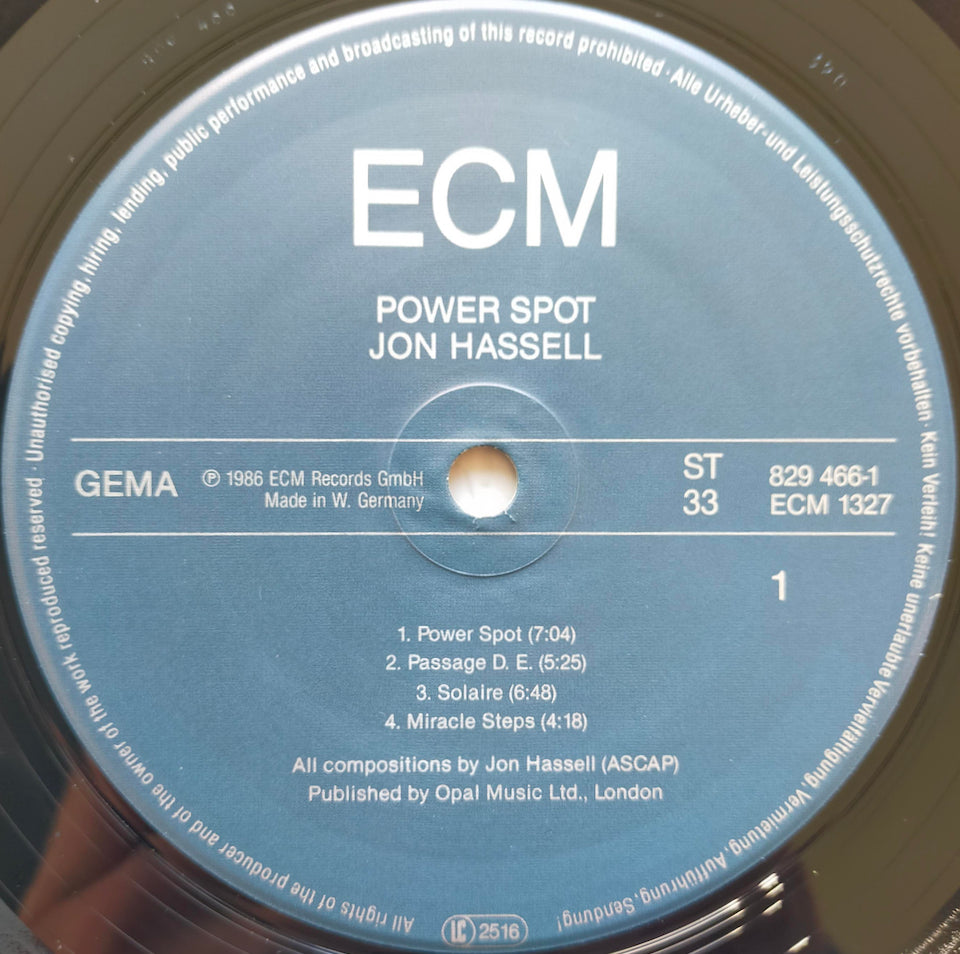 ECM
POWER SPOT
JON HASSELL
GEMA
℗ 1986 ECM Records GmbH
Made in W. Germany
ST
33
829 466-1
ECM 1327
1
1. Power Spot (7:04)
2. Passage D. E. (5:25)
3. Solaire (6:48)
4. Miracle Steps (4:18)
All compositions by Jon Hassell (ASCAP)
Published by Opal Music Ltd., London
All rights of the producer and of the owner of the work reproduced reserved · Unauthorised copying, hiring, lending, public performance and broadcasting of this record prohibited · Alle Urheber- und Leistungsschutzrechte vorbehalten · Kein Verleih! Keine unerlaubte Vervielfältigung, Vermietung, Aufführung, Sendung!
LC 2516